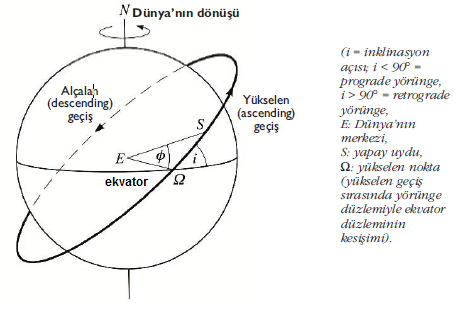 N Dünya'nın dönüşü
Alçalan
(descending)
geçiş
Yükselen
(ascending)
geçiş
S
E
ϕ
i
Ω
ekvator
(i = inklinasyon
açısı; i < 90° =
prograde yörünge,
i > 90° = retrograde
yörünge,
E: Dünya'nın
merkezi,
S: yapay uydu,
Ω: yükselen nokta
(yükselen geçiş
sırasında yörünge
düzlemiyle ekvator
düzleminin
kesişimi).